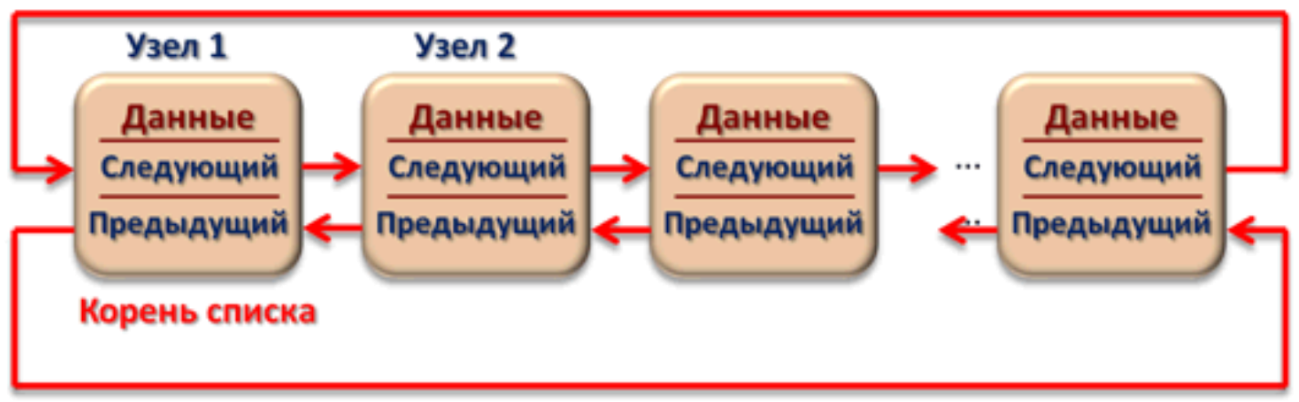 Узел 1 Узел 2
Данные Данные Данные Данные
Следующий Следующий Следующий ... Следующий
Предыдущий Предыдущий Предыдущий ... Предыдущий
Корень списка